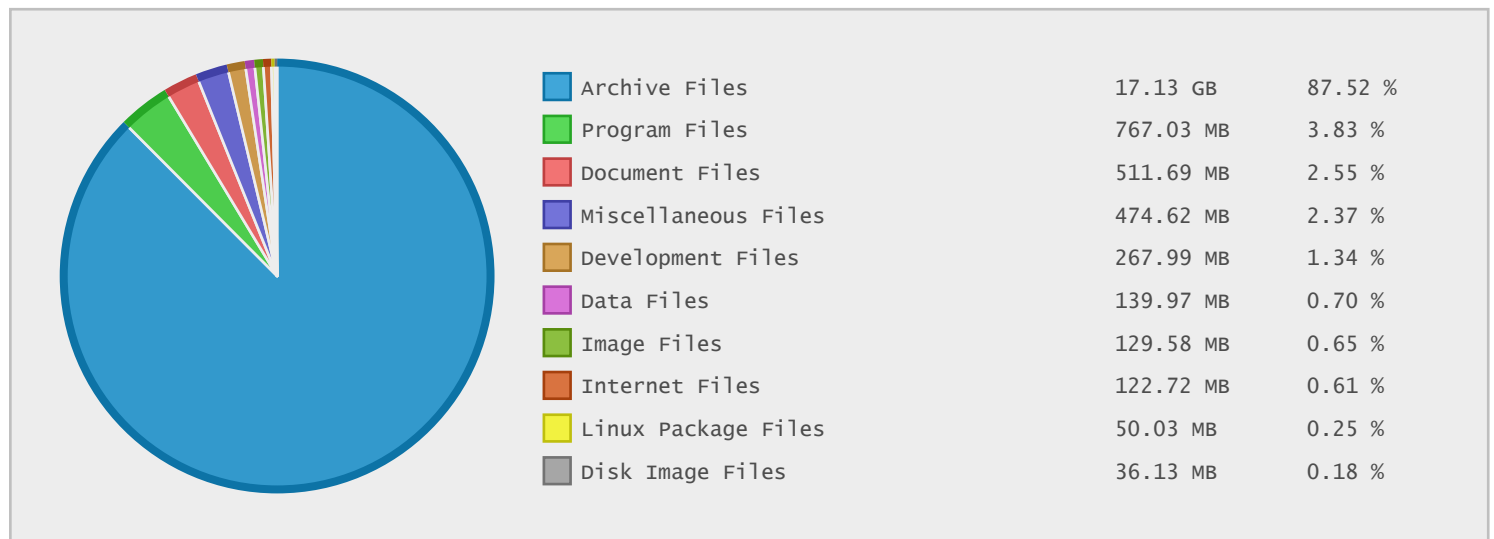 Archive Files 17.13 GB 87.52 %
Program Files 767.03 MB 3.83 %
Document Files 511.69 MB 2.55 %
Miscellaneous Files 474.62 MB 2.37 %
Development Files 267.99 MB 1.34 %
Data Files 139.97 MB 0.70 %
Image Files 129.58 MB 0.65 %
Internet Files 122.72 MB 0.61 %
Linux Package Files 50.03 MB 0.25 %
Disk Image Files 36.13 MB 0.18 %